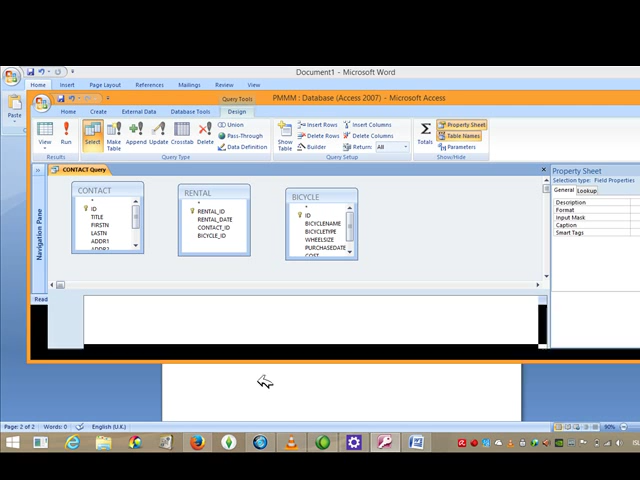 Document1 - Microsoft Word
Home Insert Page Layout References Mailings Review View
Paste
Query Tools
PMMM : Database (Access 2007) - Microsoft Access
Home Create External Data Database Tools Design
View Run Select Make Table Append Update Crosstab Delete
Union
Pass-Through
Data Definition
Show Table
Insert Rows
Delete Rows
Builder
Insert Columns
Delete Columns
Return: All
Totals
Property Sheet
Table Names
Parameters
Results Query Type Query Setup Show/Hide
Navigation Pane
CONTACT Query
CONTACT
*
ID
TITLE
FIRSTN
LASTN
ADDR1
ADDR2
RENTAL
*
RENTAL_ID
RENTAL_DATE
CONTACT_ID
BICYCLE_ID
BICYCLE
*
ID
BICYCLENAME
BICYCLETYPE
WHEELSIZE
PURCHASEDATE
COST
Property Sheet
Selection type: Field Properties
General Lookup
Description
Format
Input Mask
Caption
Smart Tags
Read
Page: 2 of 2 Words: 0 English (U.K.) 90%